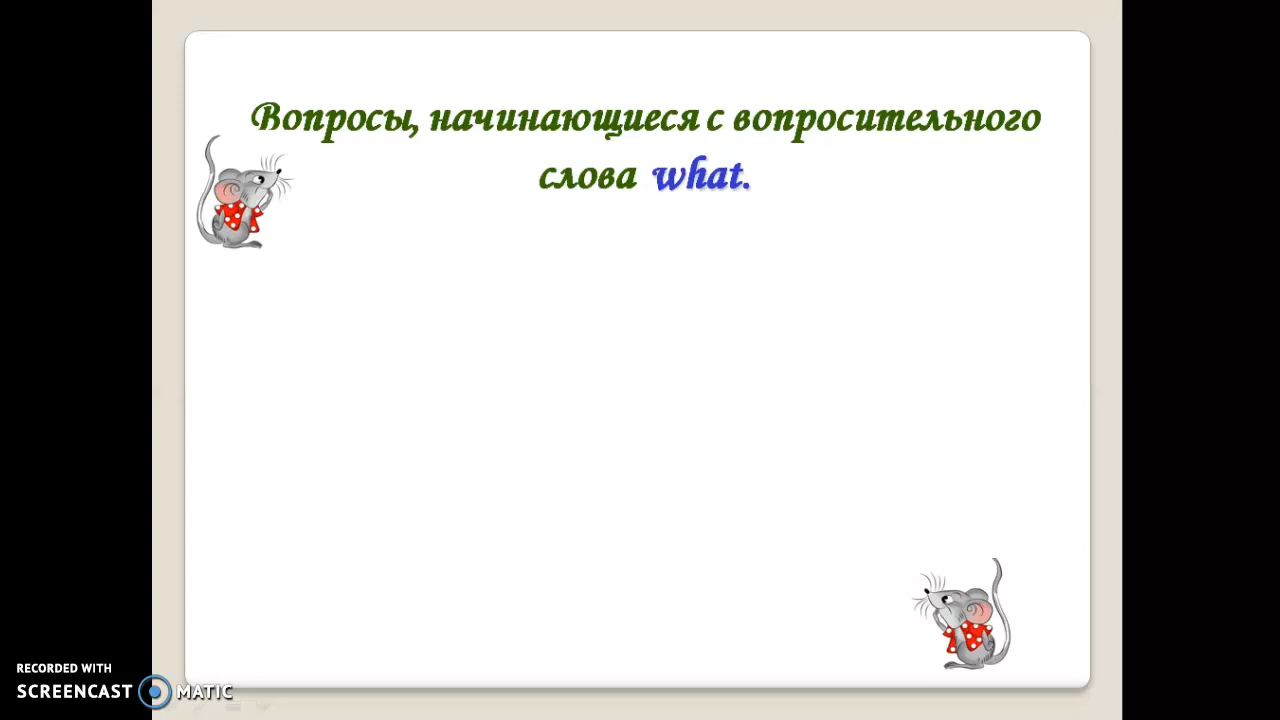 Вопросы, начинающиеся с вопросительного
слова what.
RECORDED WITH
SCREENCAST MATIC